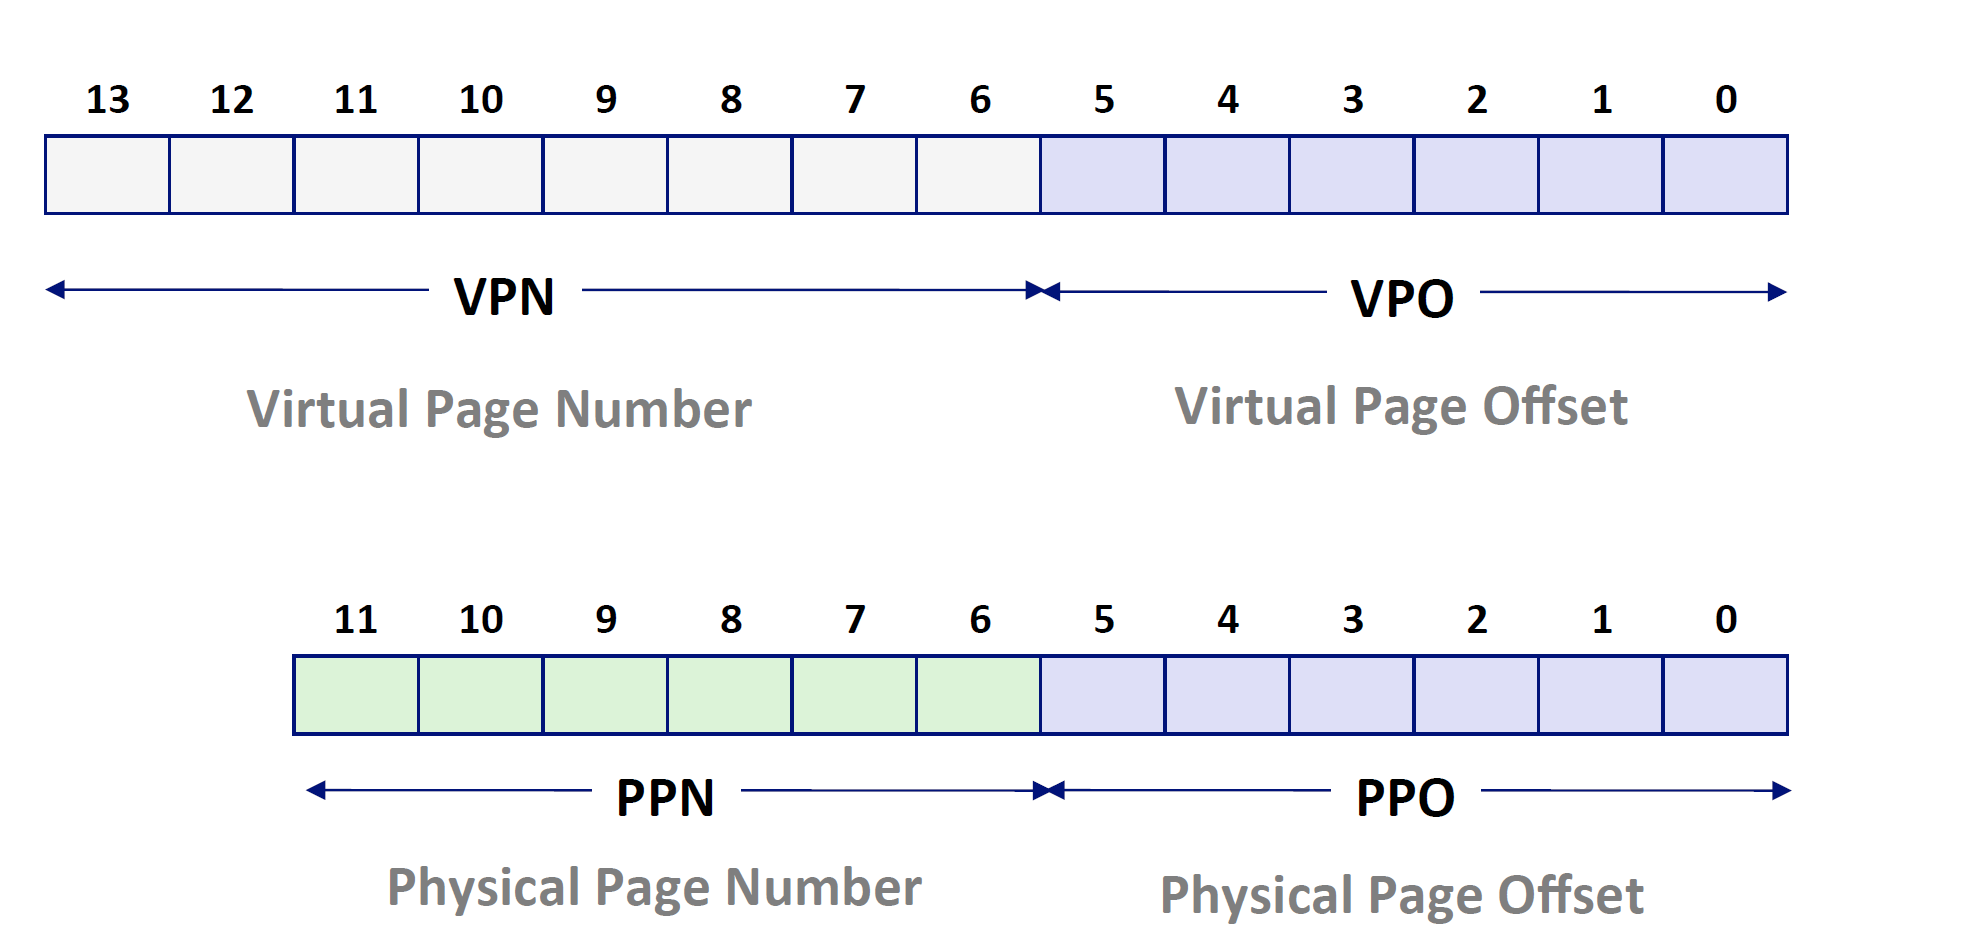 13 12 11 10 9 8 7 6 5 4 3 2 1 0
VPN VPO
Virtual Page Number Virtual Page Offset
11 10 9 8 7 6 5 4 3 2 1 0
PPN PPO
Physical Page Number Physical Page Offset